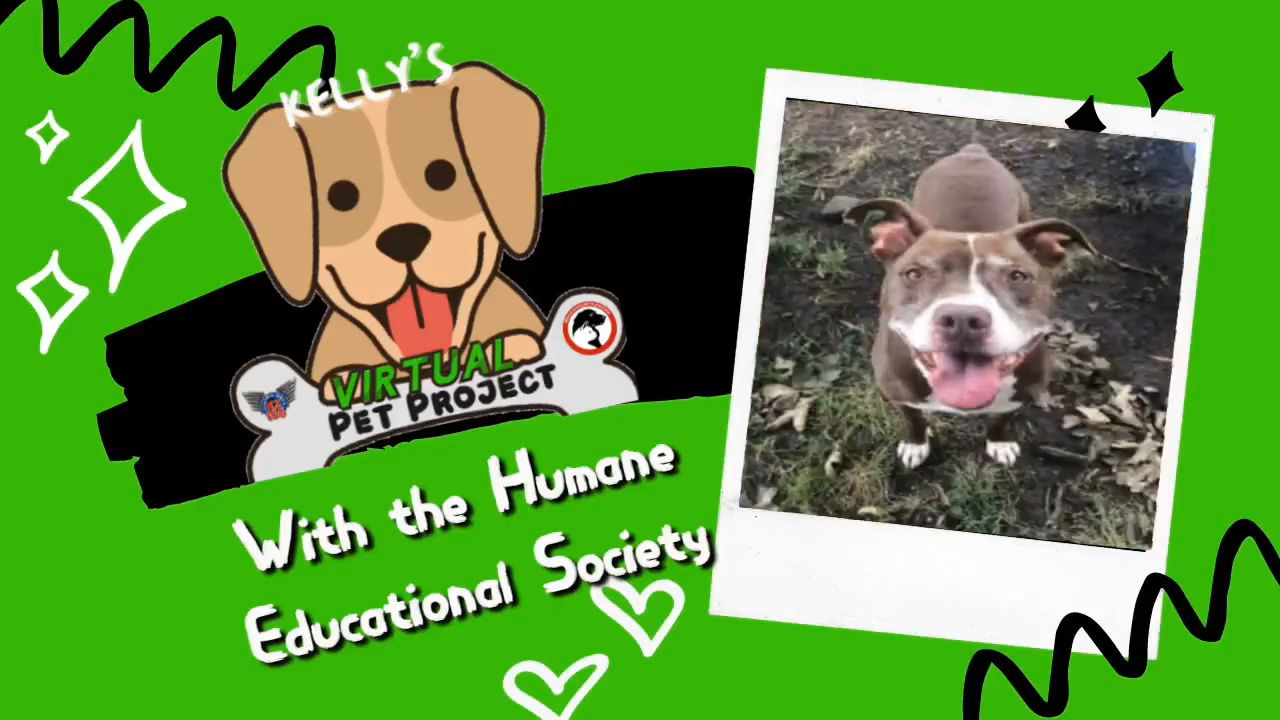 KELLY'S
VIRTUAL
PET PROJECT
With the Humane
Educational Society